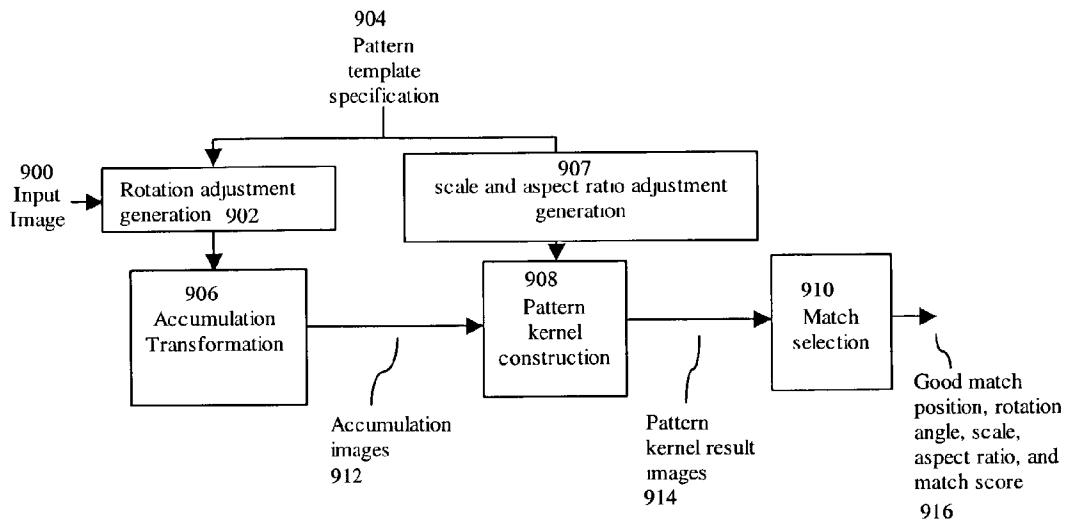 904
Pattern
template
specification
900
Input
Image
Rotation adjustment
generation 902
907
scale and aspect ratio adjustment
generation
906
Accumulation
Transformation
908
Pattern
kernel
construction
910
Match
selection
Accumulation
images
912
Pattern
kernel result
images
914
Good match
position, rotation
angle, scale,
aspect ratio, and
match score
916